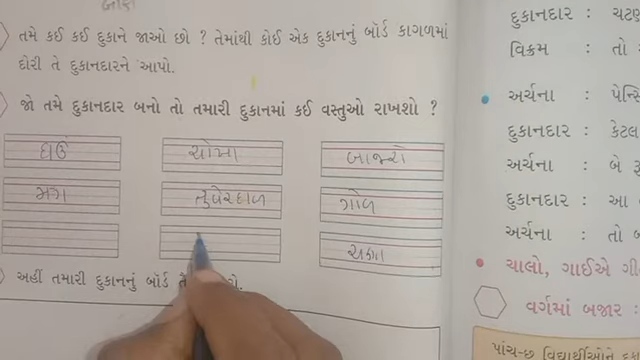 તમે કઈ કઈ દુકાને જાઓ છો ? તેમાંથી કોઈ એક દુકાનનું બૉર્ડ કાગળમાં
દોરી તે દુકાનદારને આપો.
જો તમે દુકાનદાર બનો તો તમારી દુકાનમાં કઈ વસ્તુઓ રાખશો ?
ઘઉં ચોખા બાજરો
મગ તુવેરદાળ ગોળ
ચણા
અહીં તમારી દુકાનનું બૉર્ડ
દુકાનદાર : ચટણ
વિક્રમ : તો
અર્ચના : પેન્સિ
દુકાનદાર : કેટલ
અર્ચના : બે
દુકાનદાર : આ
અર્ચના : તો
ચાલો, ગાઈએ ગી
વર્ગમાં બજાર :
પાંચ-છ વિદ્યાર્થીઓને